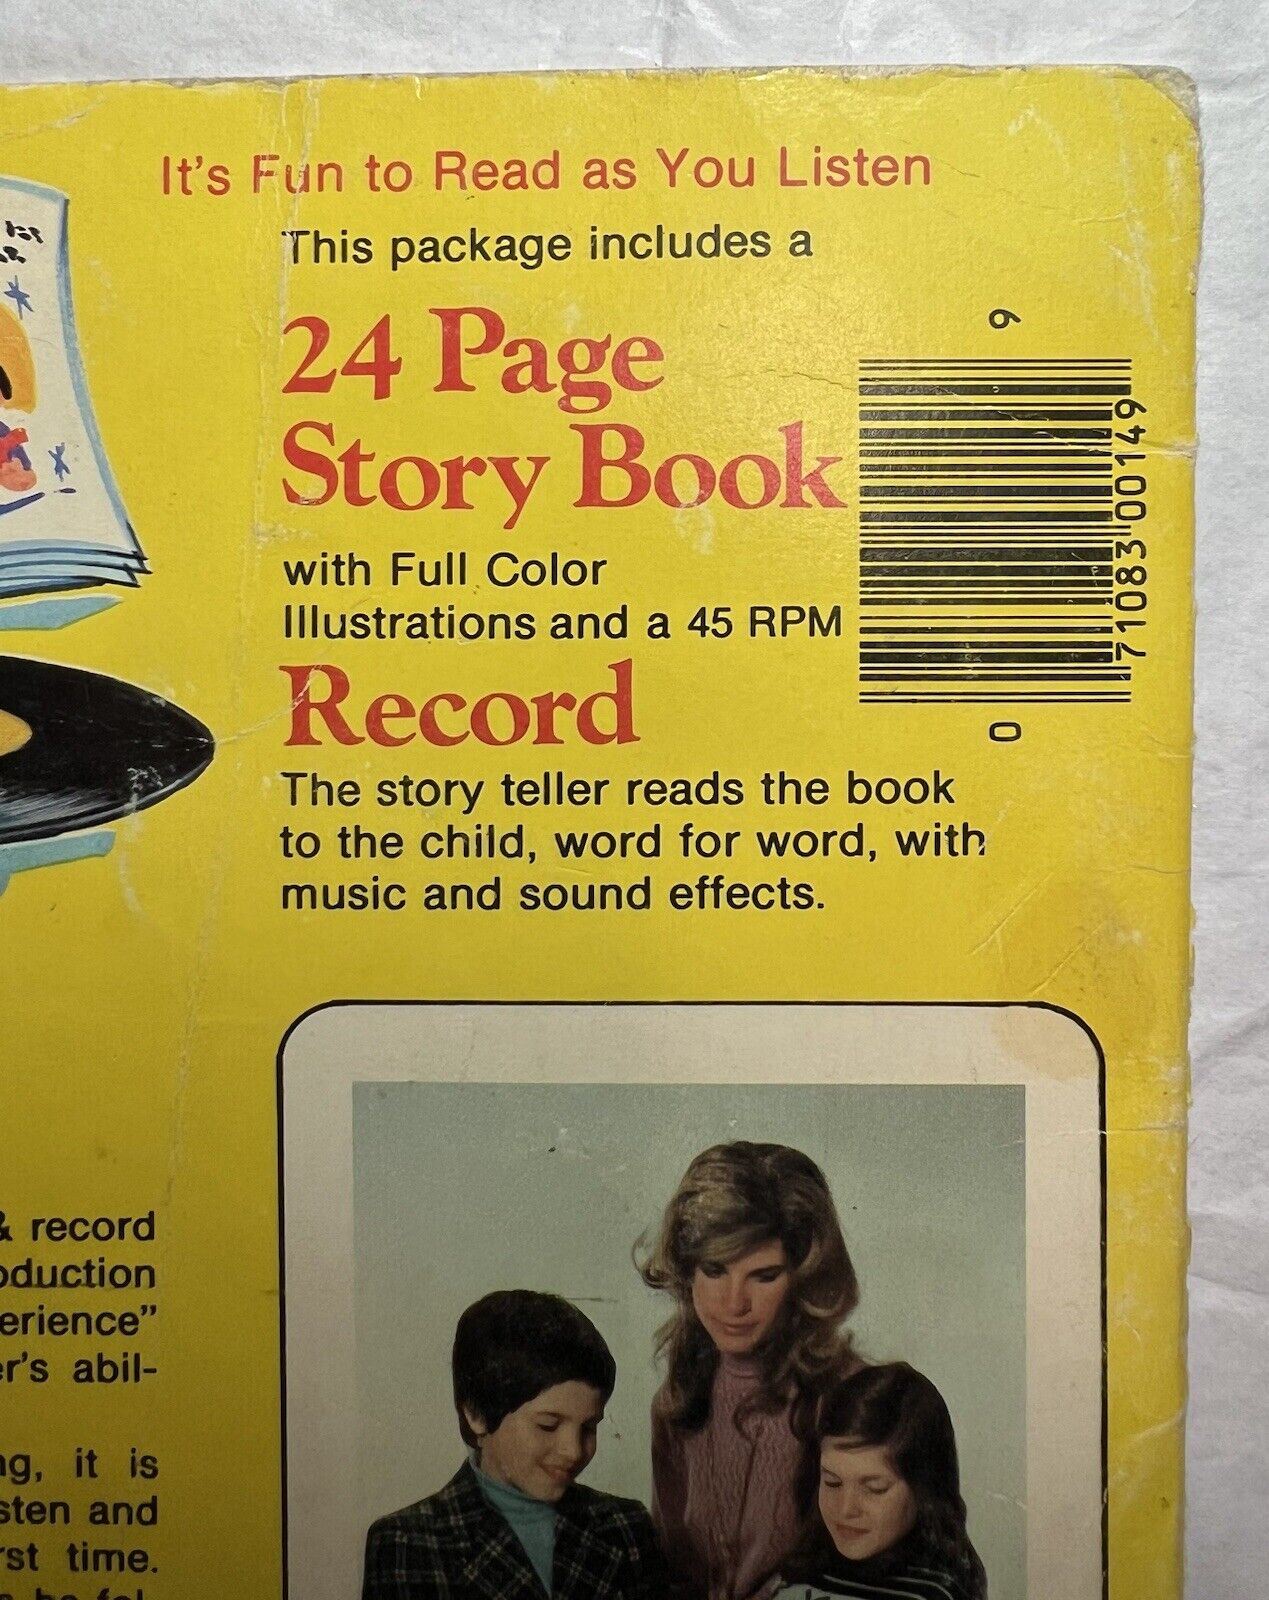 It's Fun to Read as You Listen
This package includes a
24 Page
Story Book
with Full Color
Illustrations and a 45 RPM
Record
The story teller reads the book
to the child, word for word, with
music and sound effects.
9
71083 00149
0
& record
oduction
erience"
er's abil-
ng, it is
sten and
rst time.